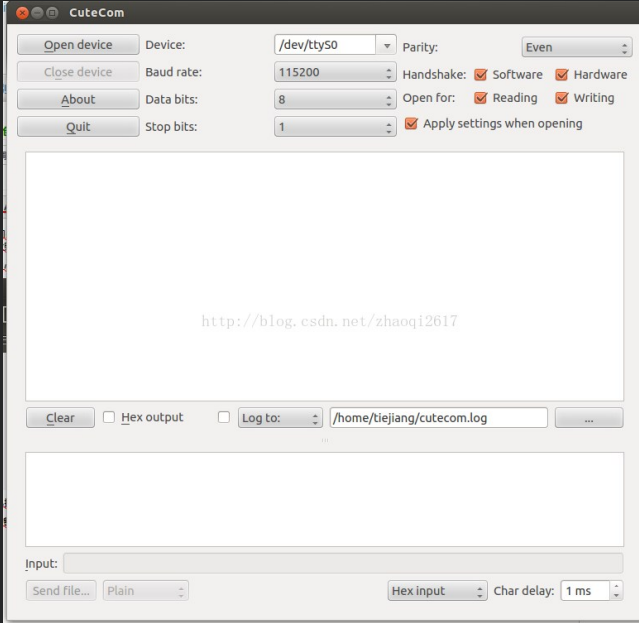 CuteCom
Open device Device: /dev/ttyS0 Parity: Even
Close device Baud rate: 115200 Handshake: Software Hardware
About Data bits: 8 Open for: Reading Writing
Quit Stop bits: 1 Apply settings when opening
http://blog.csdn.net/zhaoqi2617
Clear Hex output Log to: /home/tiejiang/cutecom.log ...
Input:
Send file... Plain Hex input Char delay: 1 ms